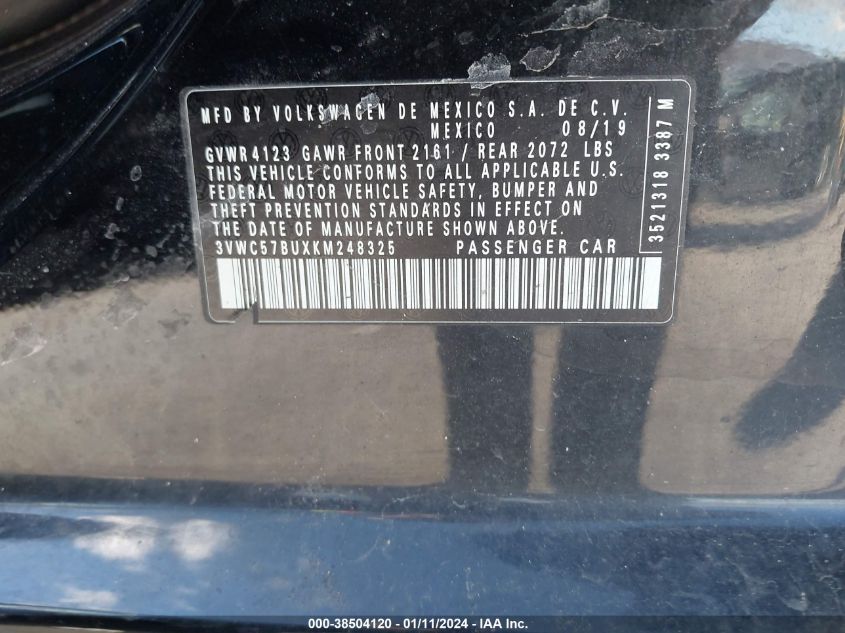 MFD BY VOLKSWAGEN DE MEXICO S.A. DE C.V.
MEXICO 08/19
GVWR 4123 GAWR FRONT 2161 / REAR 2072 LBS
THIS VEHICLE CONFORMS TO ALL APPLICABLE U.S.
FEDERAL MOTOR VEHICLE SAFETY, BUMPER AND
THEFT PREVENTION STANDARDS IN EFFECT ON
THE DATE OF MANUFACTURE SHOWN ABOVE.
3VWC57BUXKM248325 PASSENGER CAR
3521318 3387 M
000-38504120 - 01/11/2024 - IAA Inc.